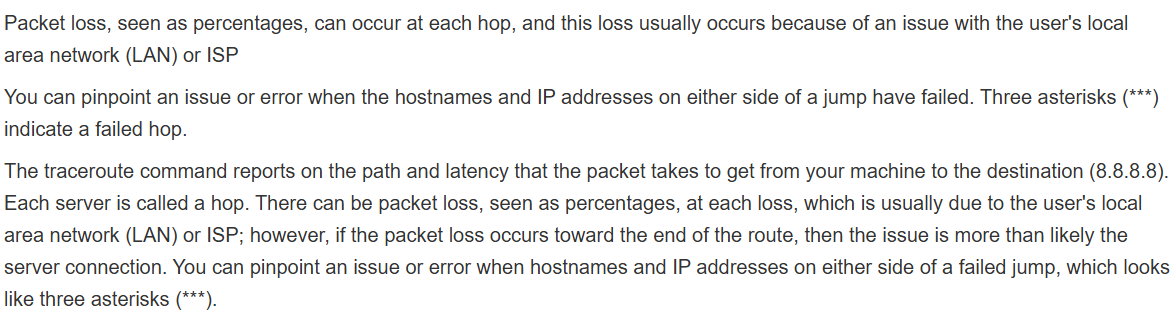 Packet loss, seen as percentages, can occur at each hop, and this loss usually occurs because of an issue with the user's local
area network (LAN) or ISP
You can pinpoint an issue or error when the hostnames and IP addresses on either side of a jump have failed. Three asterisks (***)
indicate a failed hop.
The traceroute command reports on the path and latency that the packet takes to get from your machine to the destination (8.8.8.8).
Each server is called a hop. There can be packet loss, seen as percentages, at each loss, which is usually due to the user's local
area network (LAN) or ISP; however, if the packet loss occurs toward the end of the route, then the issue is more than likely the
server connection. You can pinpoint an issue or error when hostnames and IP addresses on either side of a failed jump, which looks
like three asterisks (***).